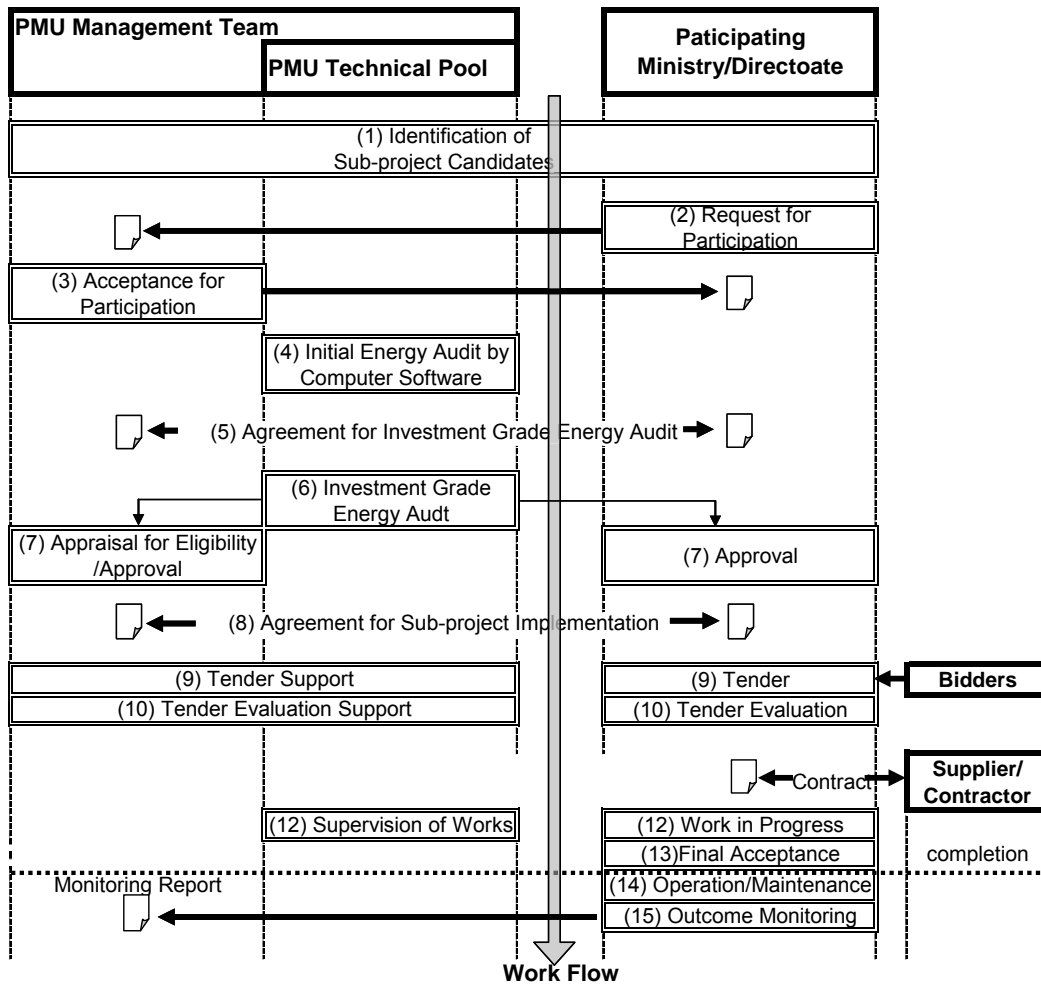 PMU Management Team
PMU Technical Pool
Paticipating
Ministry/Directoate
(1) Identification of
Sub-project Candidates
(2) Request for
Participation
(3) Acceptance for
Participation
(4) Initial Energy Audit by
Computer Software
(5) Agreement for Investment Grade Energy Audit
(6) Investment Grade
Energy Audt
(7) Appraisal for Eligibility
/Approval
(7) Approval
(8) Agreement for Sub-project Implementation
(9) Tender Support
(9) Tender
Bidders
(10) Tender Evaluation Support
(10) Tender Evaluation
Contract
Supplier/
Contractor
(12) Supervision of Works
(12) Work in Progress
(13)Final Acceptance
completion
Monitoring Report
(14) Operation/Maintenance
(15) Outcome Monitoring
Work Flow